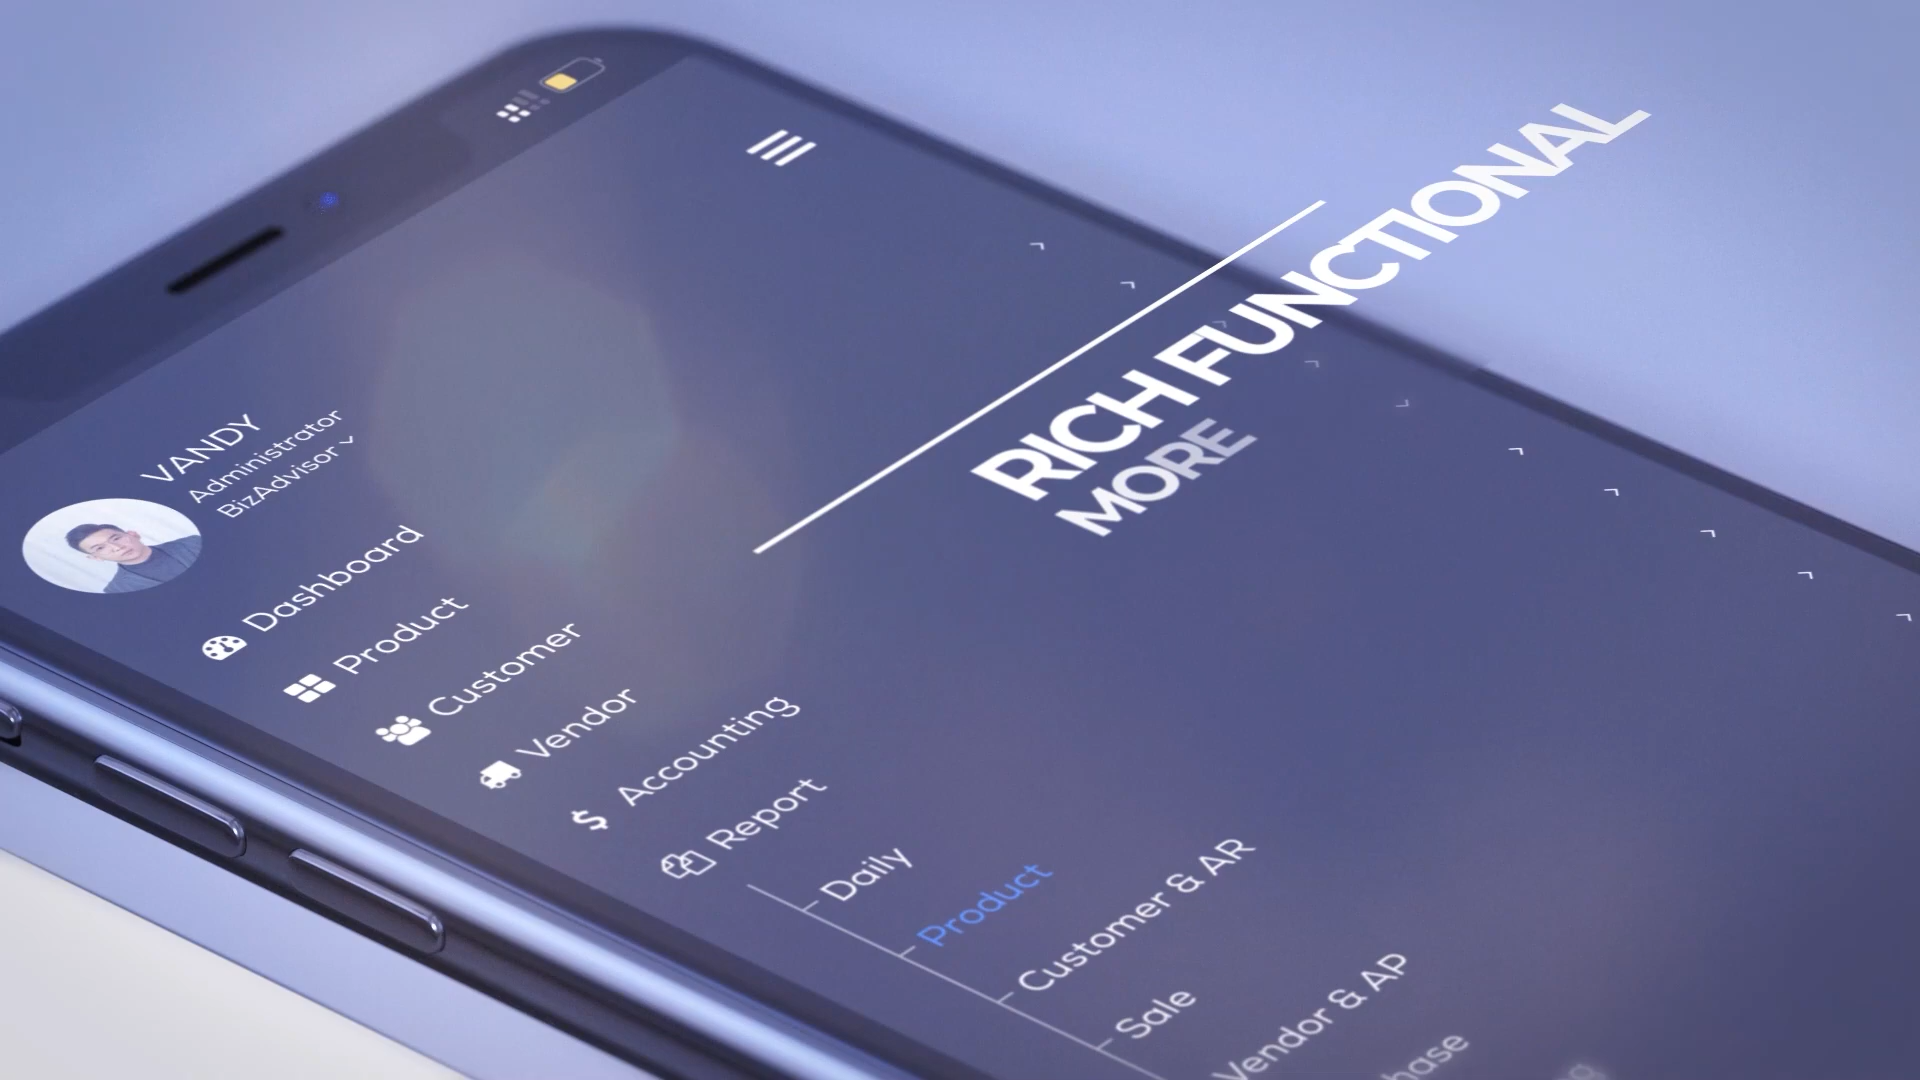 RICH FUNCTIONAL
MORE
VANDY
Administrator
BizAdvisor
Dashboard
Product
Customer
Vendor
Accounting
Report
Daily
Product
Customer & AR
Sale
Vendor & AP